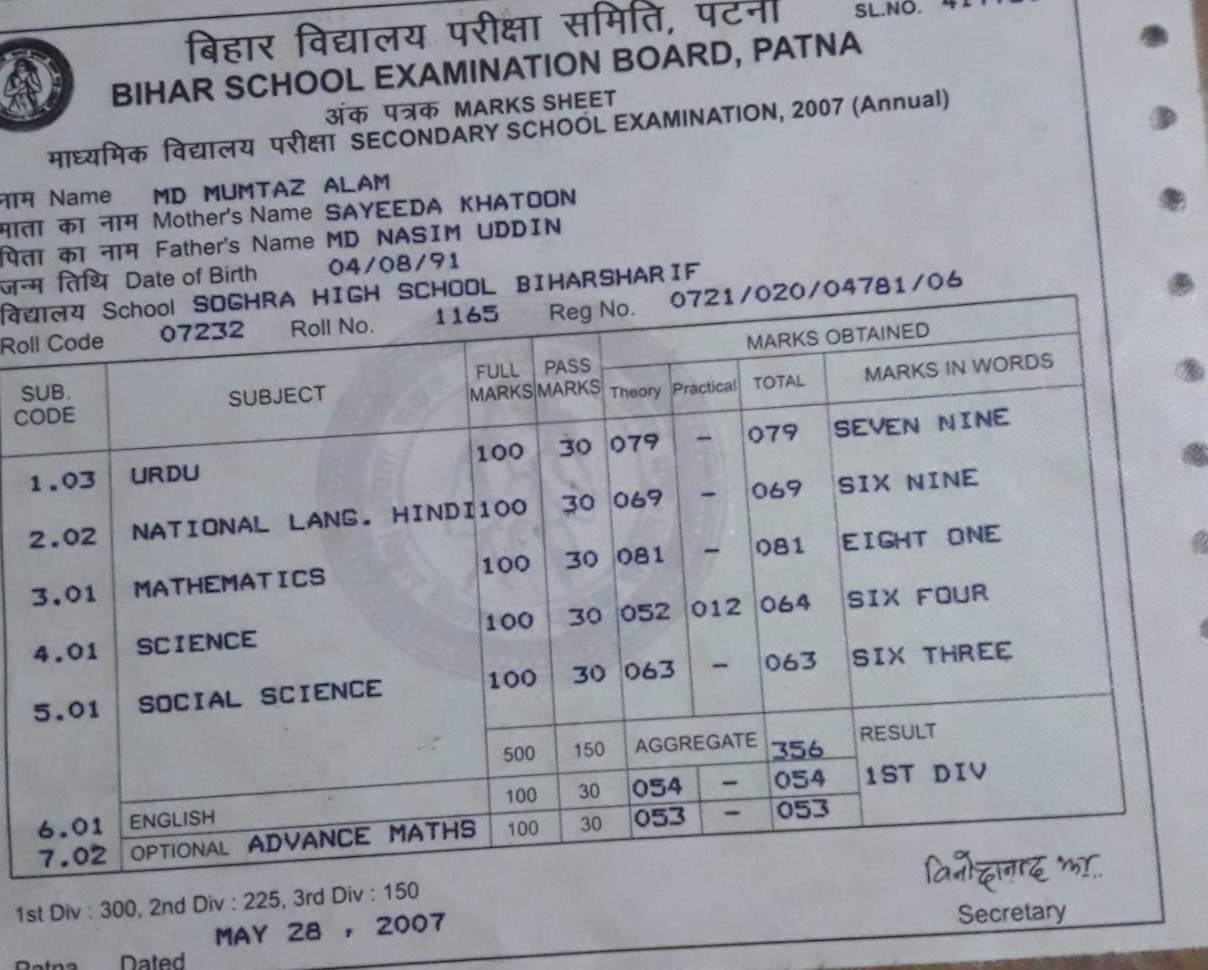 बिहार विद्यालय परीक्षा समिति, पटना
SL.NO.
BIHAR SCHOOL EXAMINATION BOARD, PATNA
अंक पत्रक MARKS SHEET
माध्यमिक विद्यालय परीक्षा SECONDARY SCHOOL EXAMINATION, 2007 (Annual)
नाम Name MD MUMTAZ ALAM
माता का नाम Mother's Name SAYEEDA KHATOON
पिता का नाम Father's Name MD NASIM UDDIN
जन्म तिथि Date of Birth 04/08/91
विद्यालय School SOGHRA HIGH SCHOOL BIHARSHARIF
Roll Code 07232 Roll No. 1165 Reg No. 0721/020/04781/06
SUB. CODE SUBJECT FULL MARKS PASS MARKS MARKS OBTAINED
Theory Practical TOTAL MARKS IN WORDS
1.03 URDU 100 30 079 - 079 SEVEN NINE
2.02 NATIONAL LANG. HINDI 100 30 069 - 069 SIX NINE
3.01 MATHEMATICS 100 30 081 - 081 EIGHT ONE
4.01 SCIENCE 100 30 052 012 064 SIX FOUR
5.01 SOCIAL SCIENCE 100 30 063 - 063 SIX THREE
500 150 AGGREGATE 356 RESULT
6.01 ENGLISH 100 30 054 - 054 1ST DIV
7.02 OPTIONAL ADVANCE MATHS 100 30 053 - 053
1st Div : 300, 2nd Div : 225, 3rd Div : 150
MAY 28 , 2007
Secretary
Patna Dated